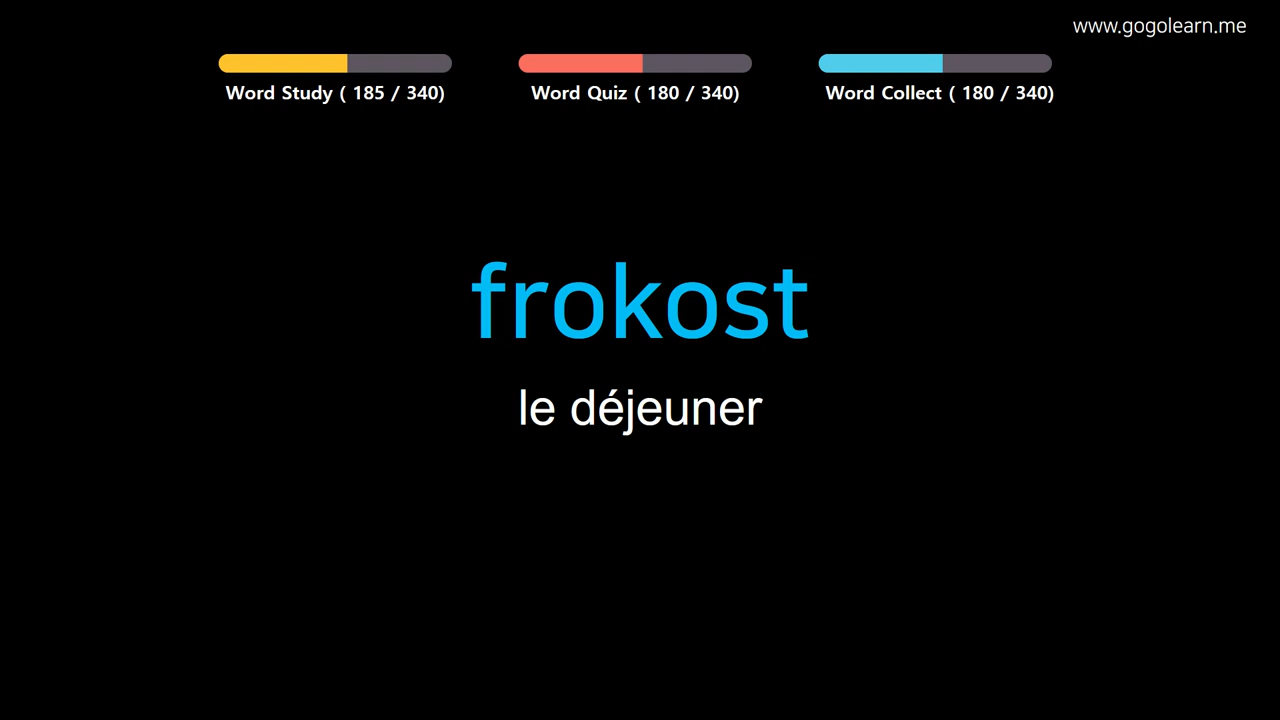 www.gogolearn.me
Word Study ( 185 / 340)
Word Quiz ( 180 / 340)
Word Collect ( 180 / 340)
frokost
le déjeuner